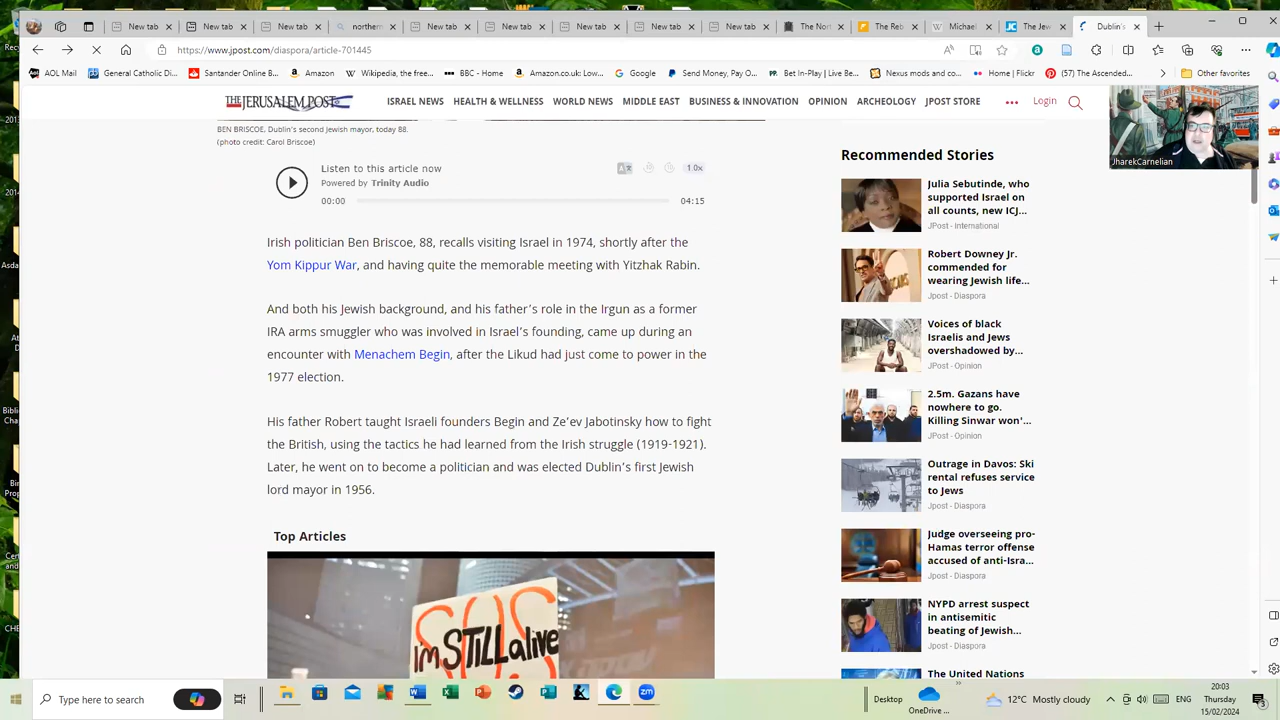 New tab
New tab
New tab
northern
New tab
New tab
New tab
New tab
New tab
The Nort
The Reb
Michael
The Jew
Dublin's
https://www.jpost.com/diaspora/article-701445
AOL Mail
General Catholic Di...
Santander Online B...
Amazon
Wikipedia, the free...
BBC - Home
Amazon.co.uk: Low...
Google
Send Money, Pay O...
Bet In-Play | Live Be...
Nexus mods and co...
Home | Flickr
(57) The Ascended...
Other favorites
THE JERUSALEM POST
ISRAEL NEWS
HEALTH & WELLNESS
WORLD NEWS
MIDDLE EAST
BUSINESS & INNOVATION
OPINION
ARCHEOLOGY
JPOST STORE
Login
JharekCarnelian
BEN BRISCOE, Dublin's second Jewish mayor, today 88.
(photo credit: Carol Briscoe)
Listen to this article now
Powered by Trinity Audio
1.0x
00:00
04:15
Irish politician Ben Briscoe, 88, recalls visiting Israel in 1974, shortly after the
Yom Kippur War, and having quite the memorable meeting with Yitzhak Rabin.
And both his Jewish background, and his father's role in the Irgun as a former
IRA arms smuggler who was involved in Israel's founding, came up during an
encounter with Menachem Begin, after the Likud had just come to power in the
1977 election.
His father Robert taught Israeli founders Begin and Ze'ev Jabotinsky how to fight
the British, using the tactics he had learned from the Irish struggle (1919-1921).
Later, he went on to become a politician and was elected Dublin's first Jewish
lord mayor in 1956.
Top Articles
SOS
im STILL alive
Recommended Stories
Julia Sebutinde, who
supported Israel on
all counts, new ICJ...
JPost - International
Robert Downey Jr.
commended for
wearing Jewish life...
Jpost - Diaspora
Voices of black
Israelis and Jews
overshadowed by...
JPost - Opinion
2.5m. Gazans have
nowhere to go.
Killing Sinwar won'...
JPost - Opinion
Outrage in Davos: Ski
rental refuses service
to Jews
Jpost - Diaspora
Judge overseeing pro-
Hamas terror offense
accused of anti-Isra...
Jpost - Diaspora
NYPD arrest suspect
in antisemitic
beating of Jewish...
Jpost - Diaspora
The United Nations
Type here to search
Desktop
OneDrive ...
12°C Mostly cloudy
ENG
20:03
Thursday
15/02/2024